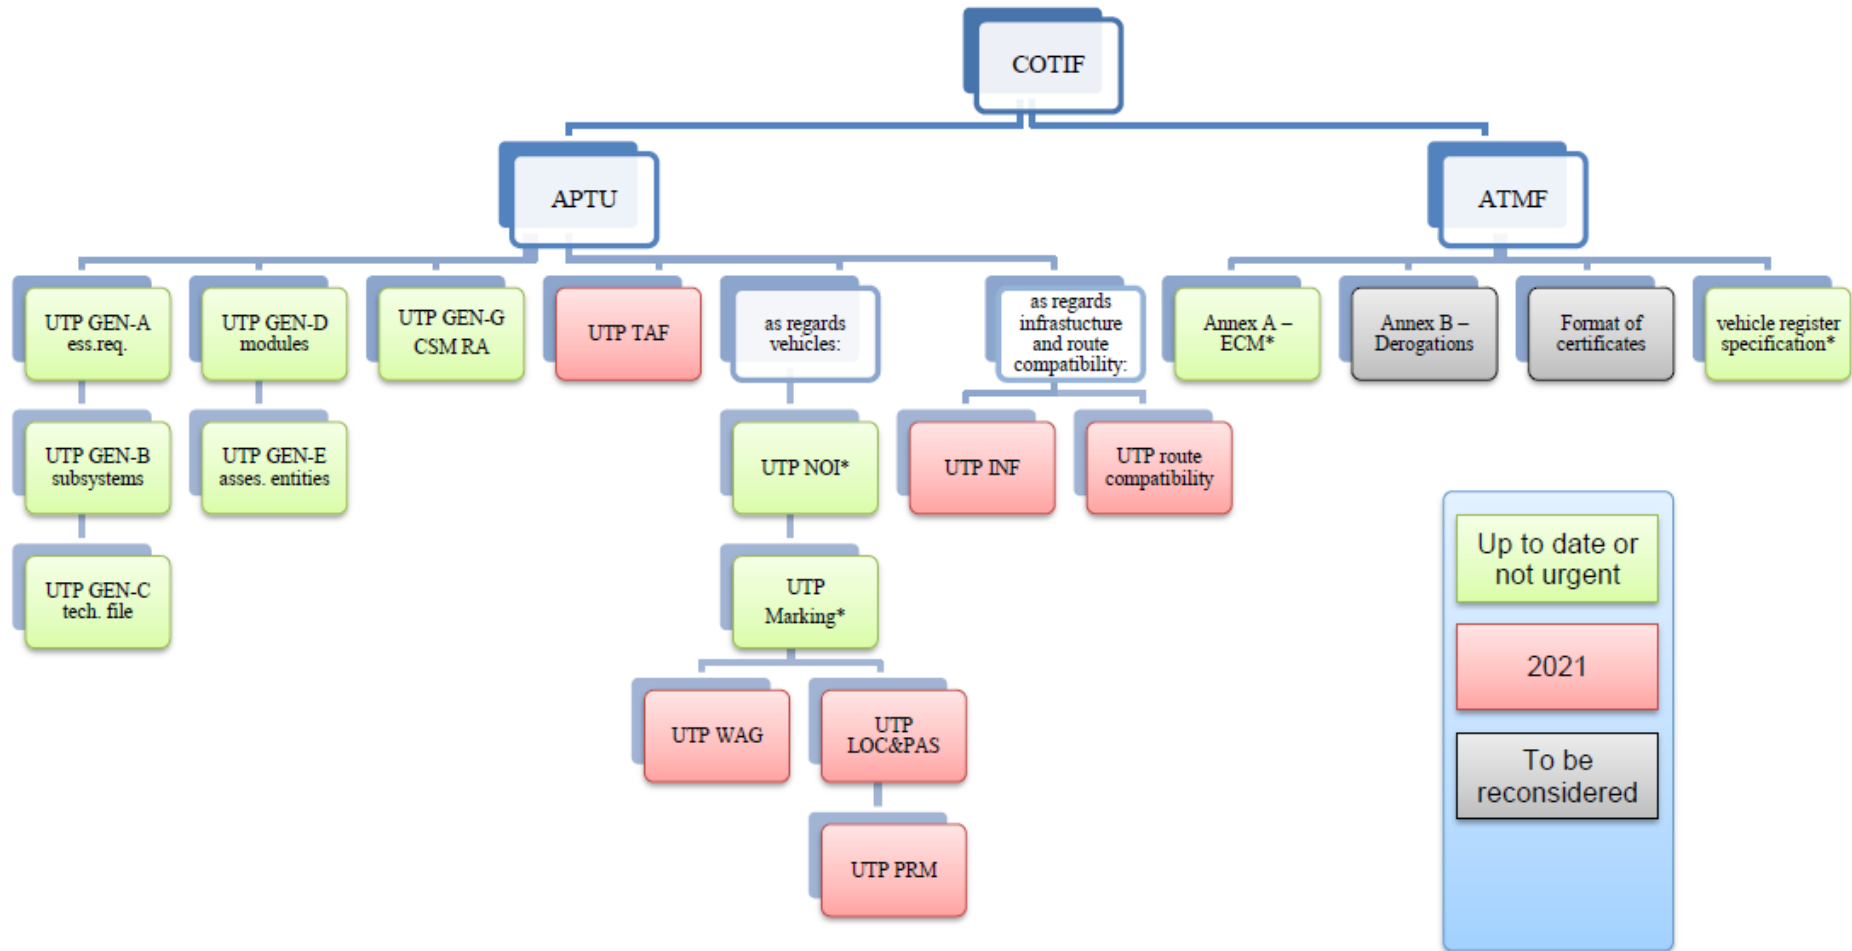 COTIF
APTU
ATMF
UTP GEN-A
ess.req.
UTP GEN-D
modules
UTP GEN-G
CSM RA
UTP TAF
as regards
vehicles:
as regards
infrastucture
and route
compatibility:
Annex A –
ECM*
Annex B –
Derogations
Format of
certificates
vehicle register
specification*
UTP GEN-B
subsystems
UTP GEN-E
asses. entities
UTP NOI*
UTP INF
UTP route
compatibility
UTP GEN-C
tech. file
UTP
Marking*
UTP WAG
UTP
LOC&PAS
UTP PRM
Up to date or
not urgent
2021
To be
reconsidered